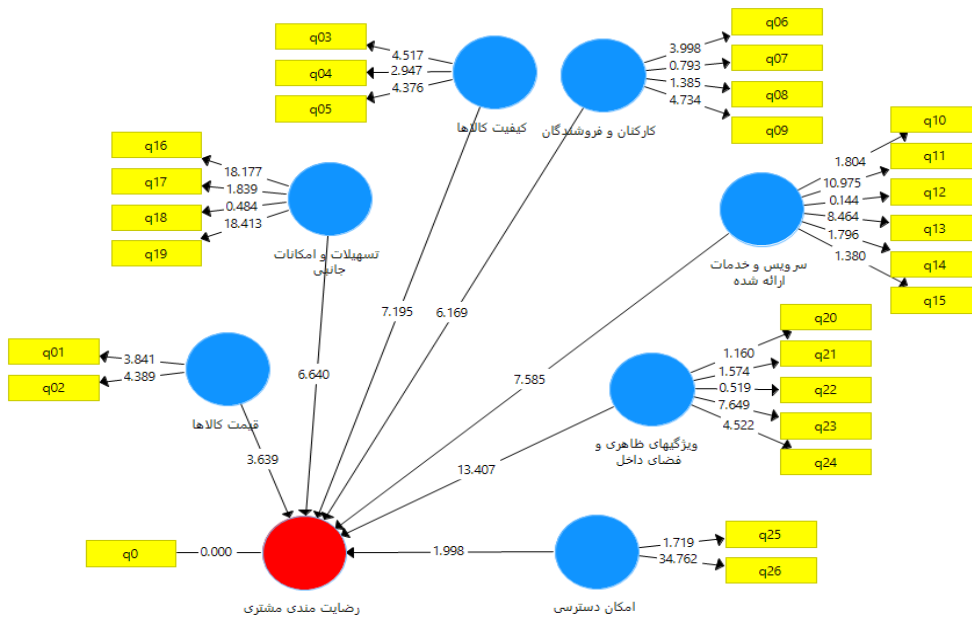 q03
q04
q05
4.517
2.947
4.376
کیفیت کالاها
q06
q07
q08
q09
3.998
0.793
1.385
4.734
کارکنان و فروشندگان
q10
q11
q12
q13
q14
q15
1.804
10.975
0.144
8.464
1.796
1.380
سرویس و خدمات
ارائه شده
q16
q17
q18
q19
18.177
1.839
0.484
18.413
تسهیلات و امکانات
جانبی
q01
q02
3.841
4.389
قیمت کالاها
q20
q21
q22
q23
q24
1.160
1.574
0.519
7.649
4.522
ویژگیهای ظاهری و
فضای داخل
7.195
6.169
6.640
7.585
3.639
13.407
1.998
q0
0.000
رضایت مندی مشتری
q25
q26
1.719
34.762
امکان دسترسی